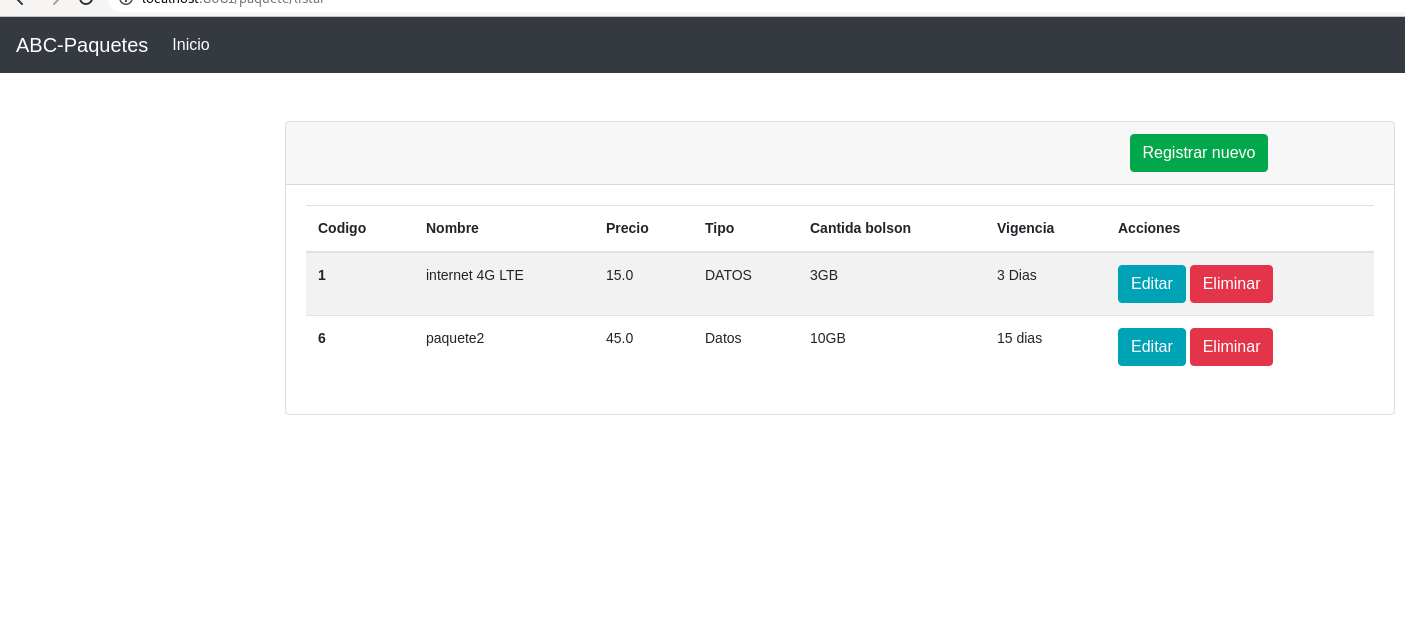 localhost:8081/paquete/listar
ABC-Paquetes Inicio
Registrar nuevo
Codigo Nombre Precio Tipo Cantida bolson Vigencia Acciones
1 internet 4G LTE 15.0 DATOS 3GB 3 Dias Editar Eliminar
6 paquete2 45.0 Datos 10GB 15 dias Editar Eliminar